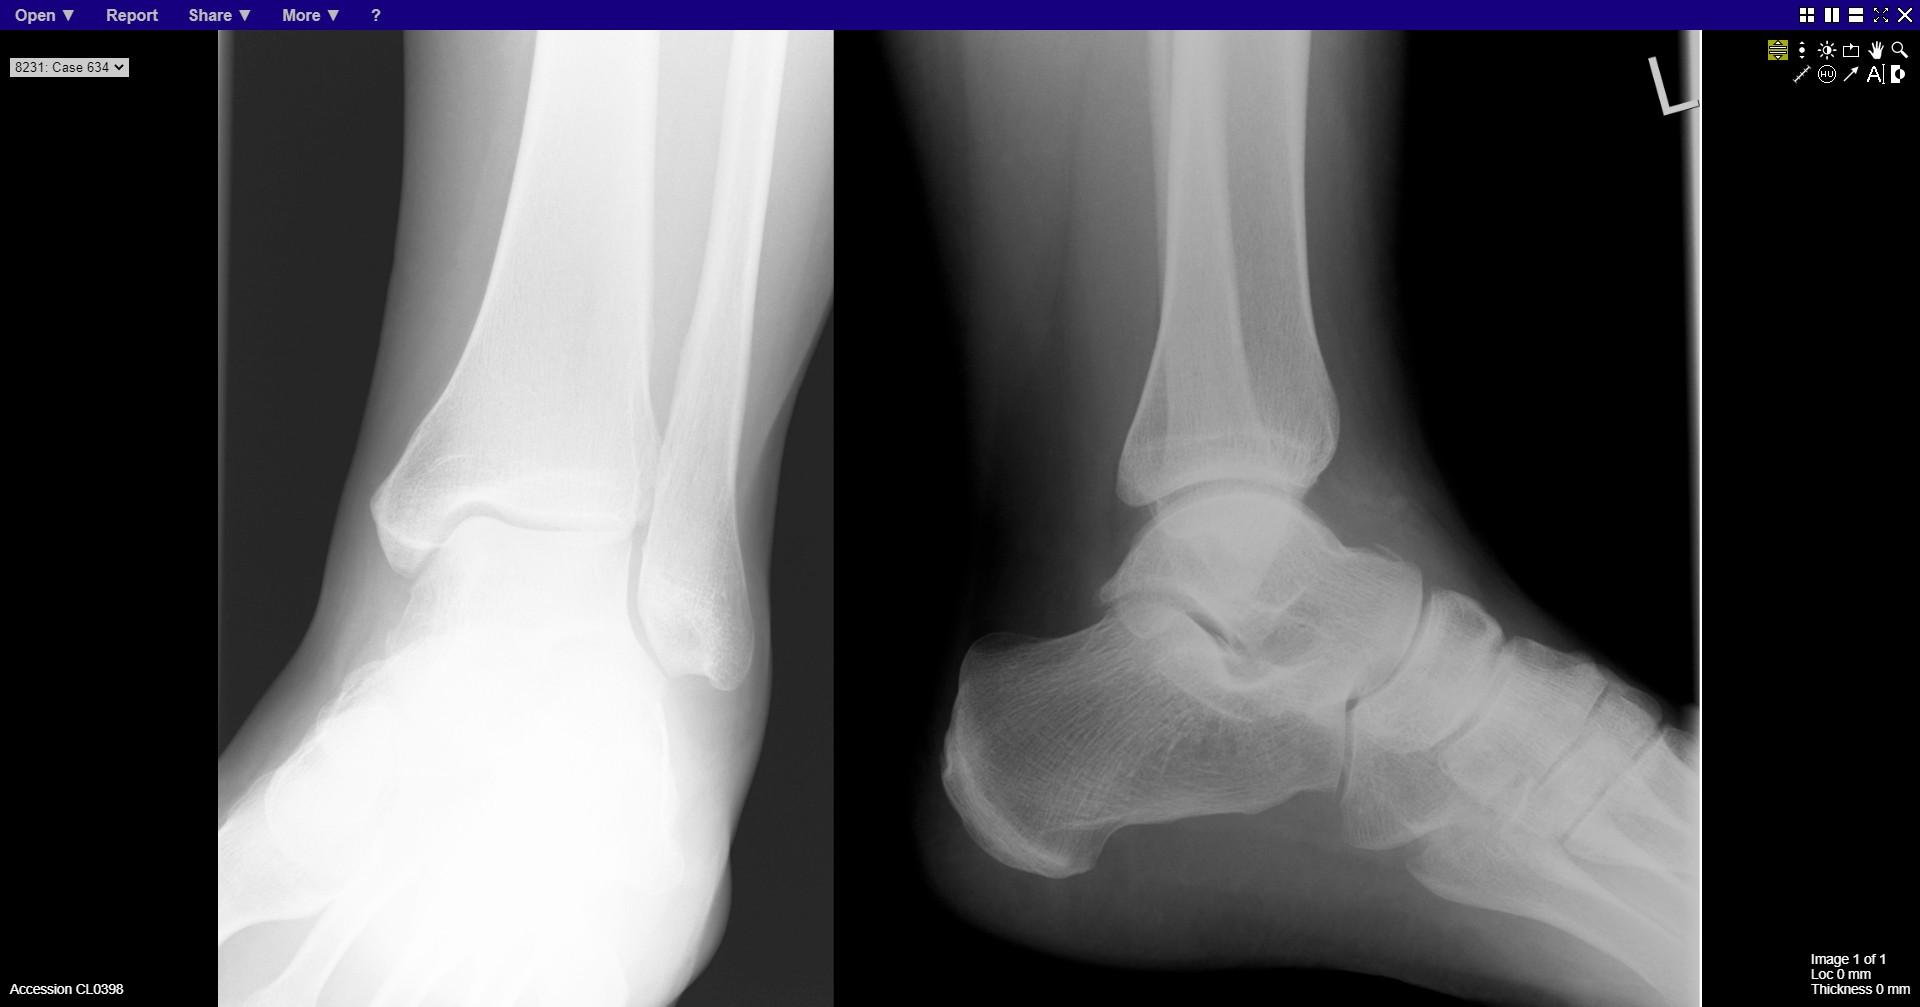 Open ▼ Report Share ▼ More ▼ ?
8231: Case 634
HU A
L
Image 1 of 1
Loc 0 mm
Accession CL0398 Thickness 0 mm